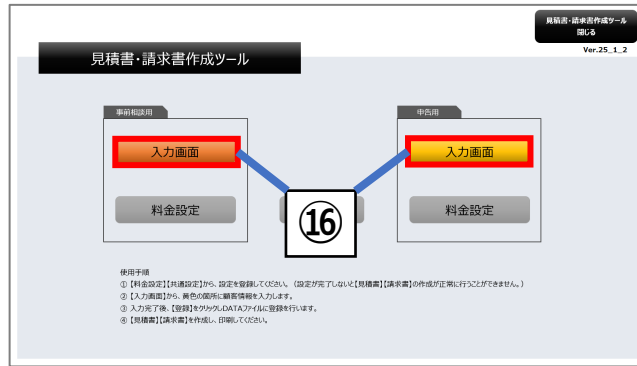 見積書・請求書作成ツール
閉じる
Ver.25_1_2
見積書・請求書作成ツール
事前相談用
申告用
入力画面
入力画面
料金設定
⑯
料金設定
使用手順
① 【料金設定】【共通設定】から、設定を登録してください。（設定が完了しないと【見積書】【請求書】の作成が正常に行うことができません。）
② 【入力画面】から、黄色の箇所に顧客情報を入力します。
③ 入力完了後、【登録】をクリックしDATAファイルに登録を行います。
④ 【見積書】【請求書】を作成し、印刷してください。